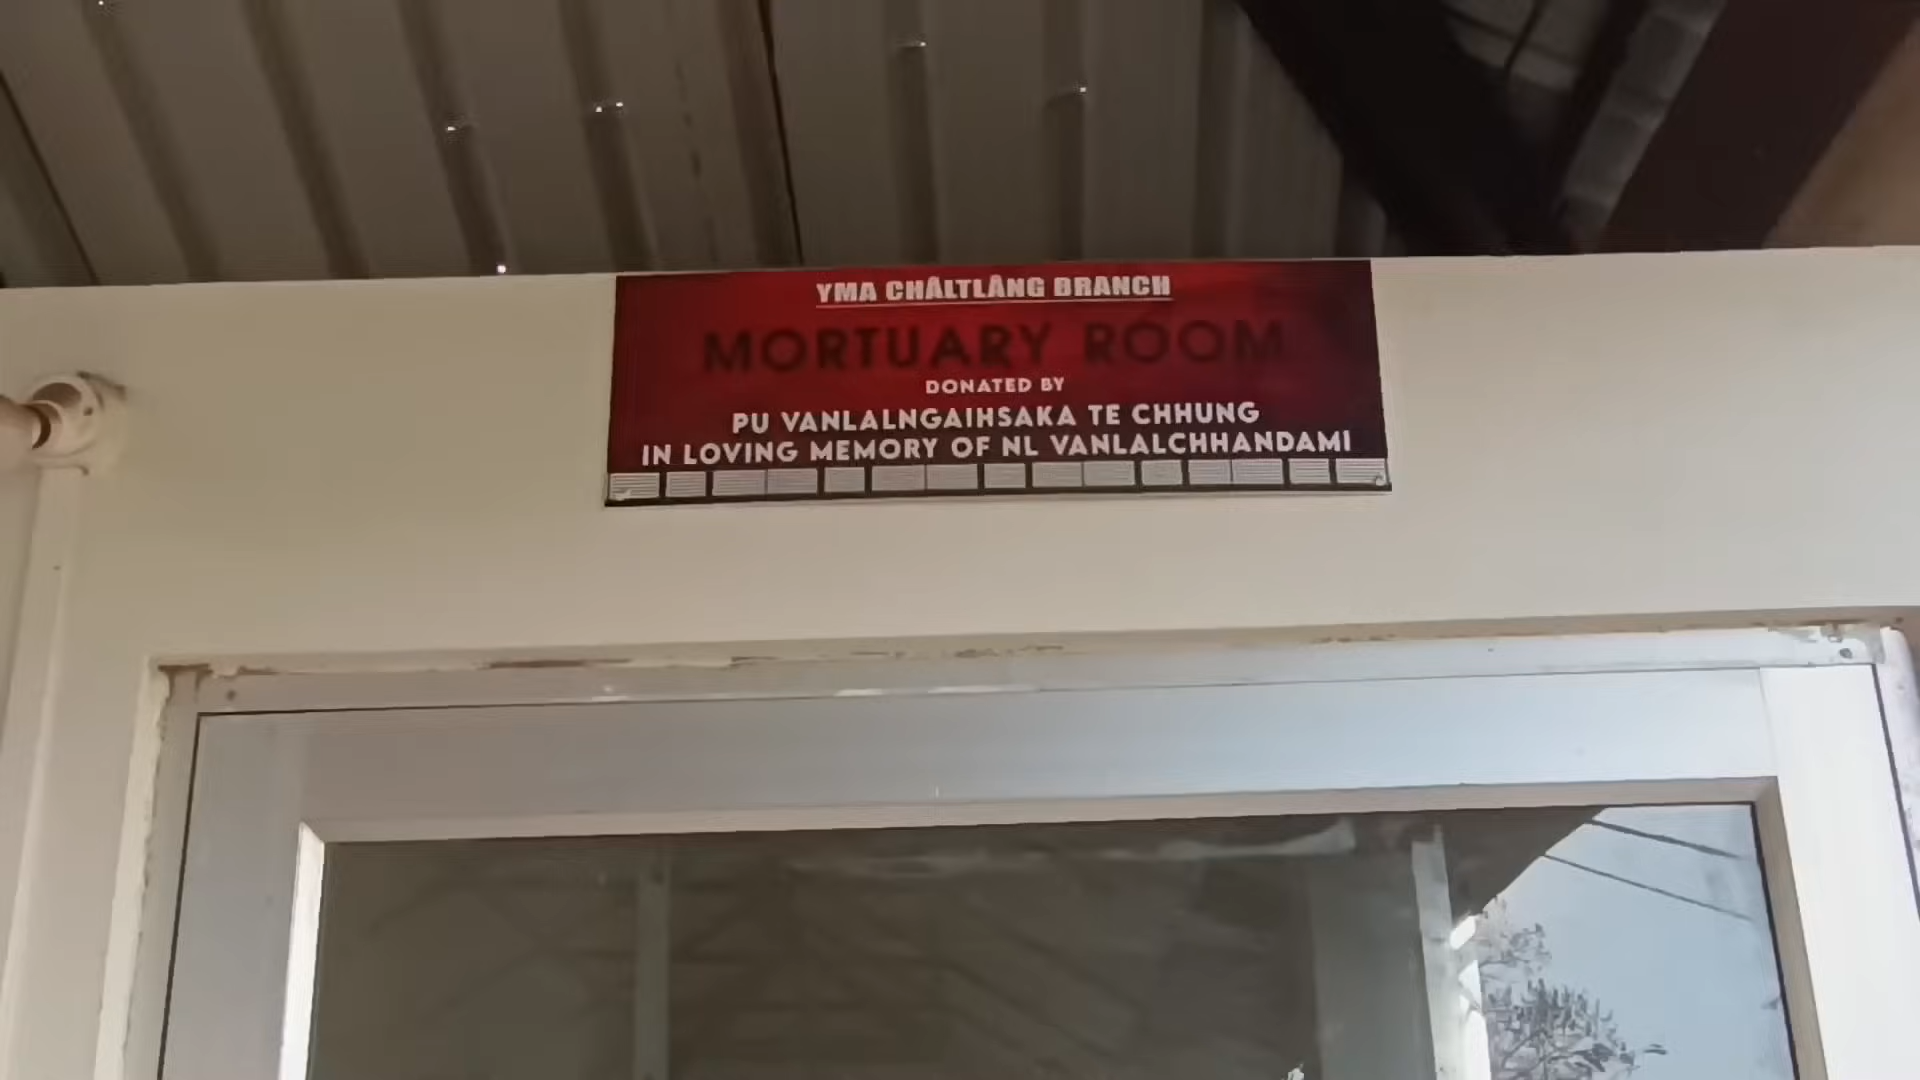 YMA CHÂLTLÂNG BRANCH
MORTUARY ROOM
DONATED BY
PU VANLALNGAIHSAKA TE CHHUNG
IN LOVING MEMORY OF NL VANLALCHHANDAMI